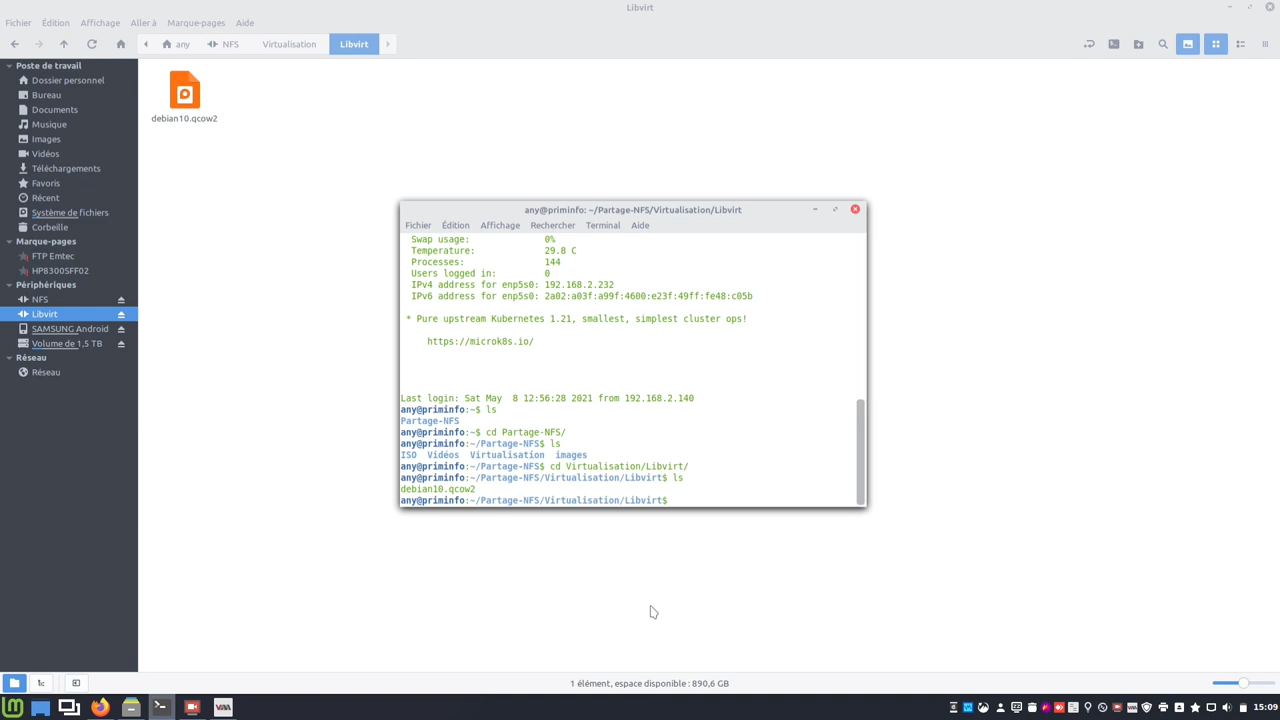 Libvirt
Fichier Édition Affichage Aller à Marque-pages Aide
any NFS Virtualisation Libvirt
Poste de travail
Dossier personnel
Bureau
Documents
Musique
Images
Vidéos
Téléchargements
Favoris
Récent
Système de fichiers
Corbeille
Marque-pages
FTP Emtec
HP8300SFF02
Périphériques
NFS
Libvirt
SAMSUNG Android
Volume de 1,5 TB
Réseau
Réseau
debian10.qcow2
any@priminfo: ~/Partage-NFS/Virtualisation/Libvirt
Fichier Édition Affichage Rechercher Terminal Aide
Swap usage: 0%
Temperature: 29.8 C
Processes: 144
Users logged in: 0
IPv4 address for enp5s0: 192.168.2.232
IPv6 address for enp5s0: 2a02:a03f:a99f:4600:e23f:49ff:fe48:c05b
* Pure upstream Kubernetes 1.21, smallest, simplest cluster ops!
https://microk8s.io/
Last login: Sat May  8 12:56:28 2021 from 192.168.2.140
any@priminfo:~$ ls
Partage-NFS
any@priminfo:~$ cd Partage-NFS/
any@priminfo:~/Partage-NFS$ ls
ISO  Vidéos  Virtualisation  images
any@priminfo:~/Partage-NFS$ cd Virtualisation/Libvirt/
any@priminfo:~/Partage-NFS/Virtualisation/Libvirt$ ls
debian10.qcow2
any@priminfo:~/Partage-NFS/Virtualisation/Libvirt$
1 élément, espace disponible : 890,6 GB
15:09